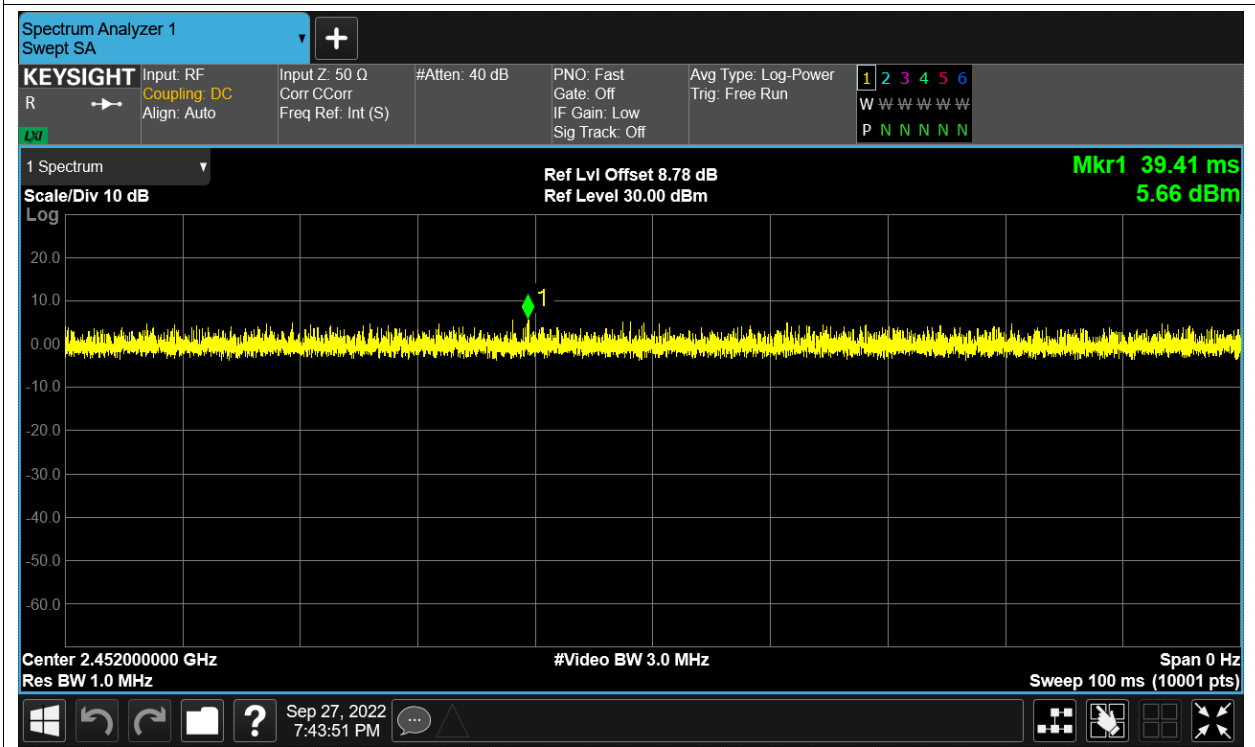 Spectrum Analyzer 1
Swept SA
KEYSIGHT
R
LXI
Input: RF
Coupling: DC
Align: Auto
Input Z: 50 Ω
Corr CCorr
Freq Ref: Int (S)
#Atten: 40 dB
PNO: Fast
Gate: Off
IF Gain: Low
Sig Track: Off
Avg Type: Log-Power
Trig: Free Run
1 2 3 4 5 6
W W W W W W
P N N N N N
1 Spectrum
Scale/Div 10 dB
Log
Ref Lvl Offset 8.78 dB
Ref Level 30.00 dBm
Mkr1 39.41 ms
5.66 dBm
20.0
10.0
1
0.00
-10.0
-20.0
-30.0
-40.0
-50.0
-60.0
Center 2.452000000 GHz
Res BW 1.0 MHz
#Video BW 3.0 MHz
Span 0 Hz
Sweep 100 ms (10001 pts)
?
Sep 27, 2022
7:43:51 PM